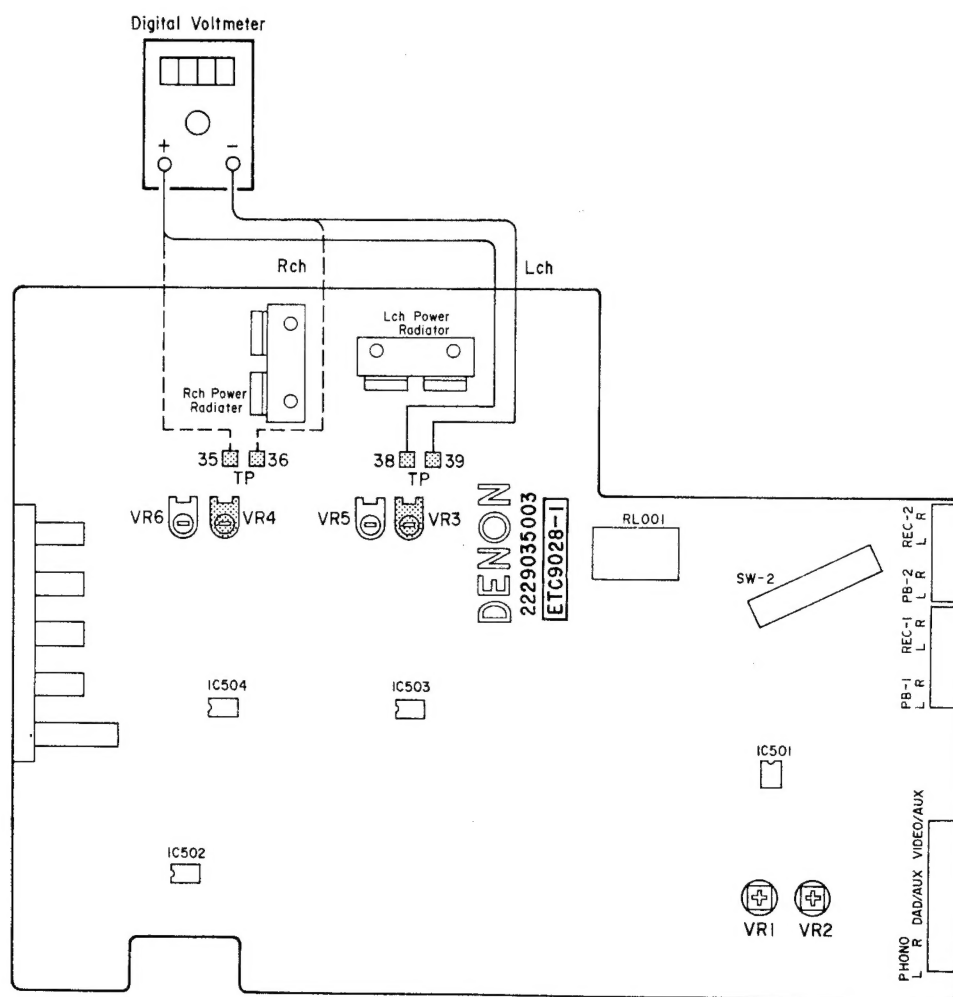 Digital Voltmeter
+ −
Rch
Lch
Lch Power
Radiator
Rch Power
Radiater
35 36
TP
38 39
TP
VR6 VR4
VR5 VR3
DENON
2229035003
ETC9028-1
RL001
SW-2
REC-2
L R
PB-2
L R
REC-1
L R
PB-1
L R
IC504
IC503
IC501
IC502
VR1 VR2
PHONO DAD/AUX VIDEO/AUX
L R